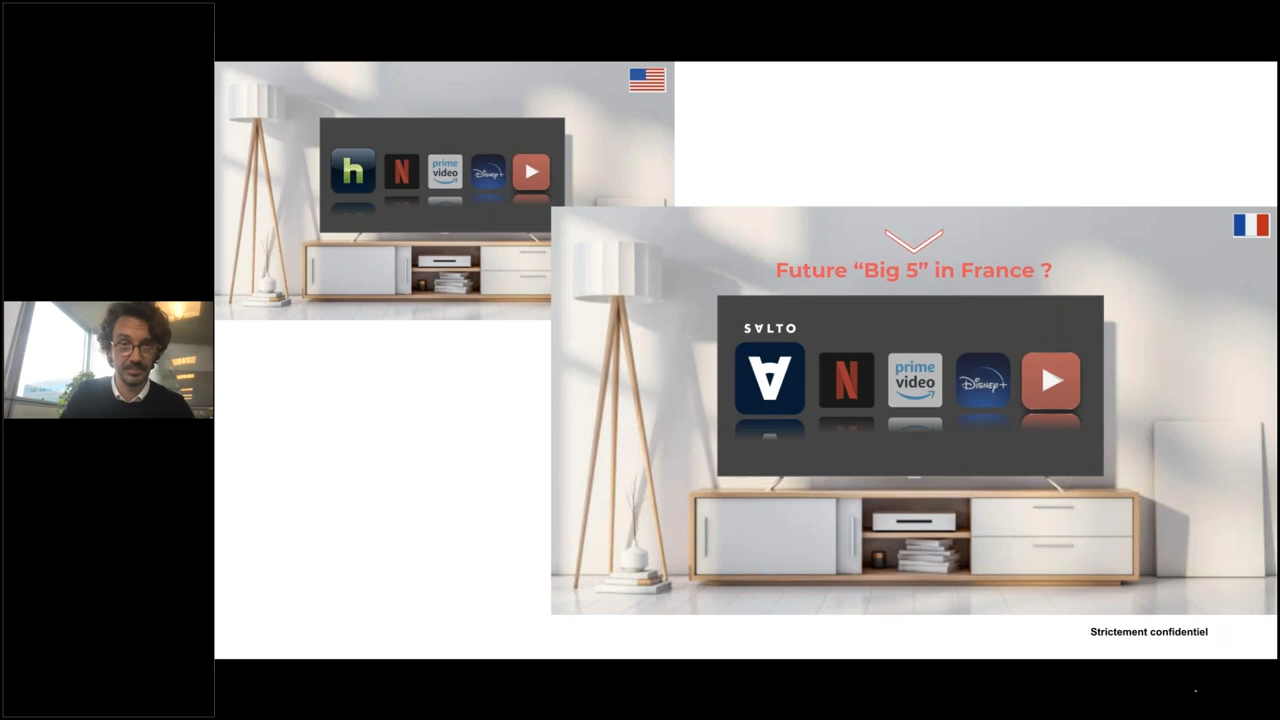 h
N
prime
video
Disney+
Future “Big 5” in France ?
SALTO
N
prime
video
Disney+
Strictement confidentiel